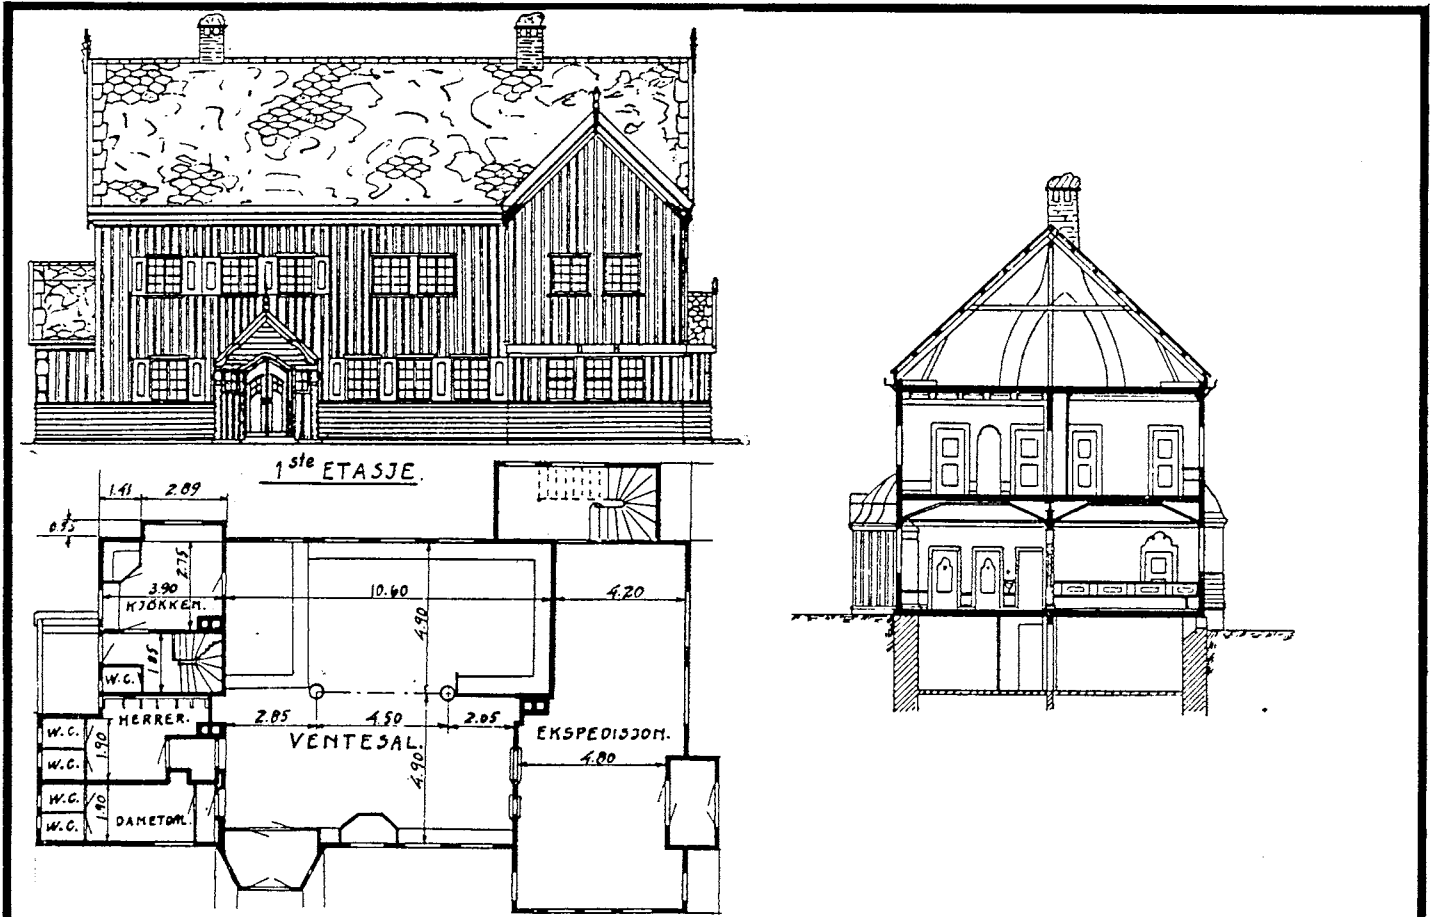 1ste ETASJE.
1.41 2.89
0.95
2.75
3.90 10.60 4.20
KJØKKEN.
4.90
1.85
W.C.
HERRER. 2.85 4.50 2.05
W.C. VENTESAL. EKSPEDISJON.
1.90
W.C. 4.90 4.80
W.C. 1.90
DAMETOAL.
W.C.